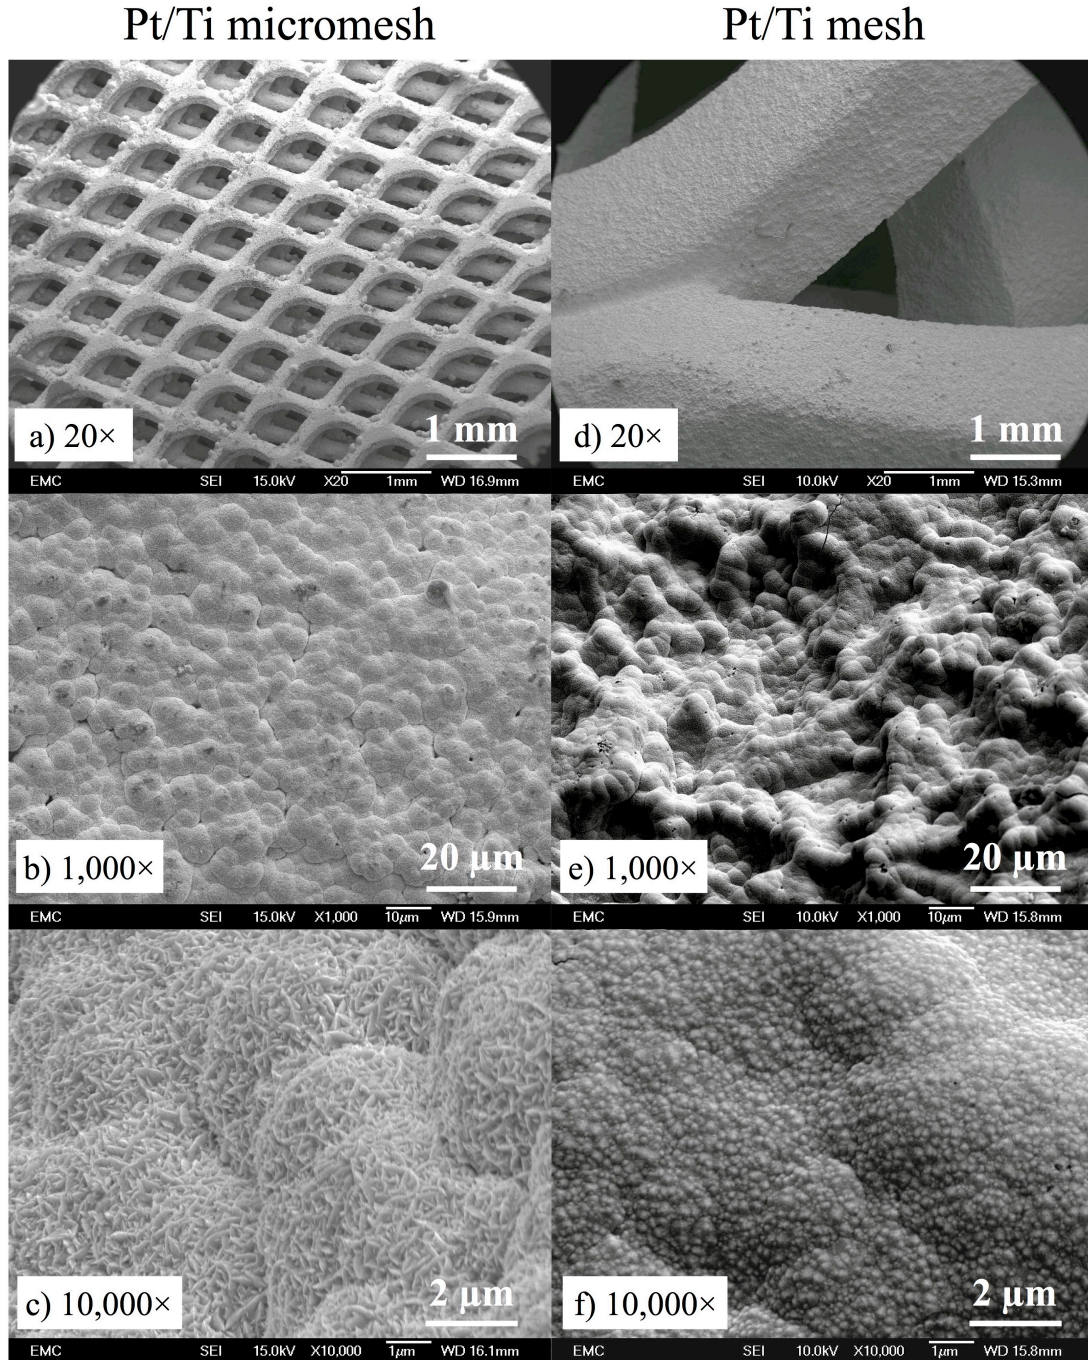 Pt/Ti micromesh
Pt/Ti mesh
1 mm
a) 20×
EMC SEI 15.0kV X20 1mm WD 16.9mm
1 mm
d) 20×
EMC SEI 10.0kV X20 1mm WD 15.3mm
20 µm
b) 1,000×
EMC SEI 15.0kV X1,000 10µm WD 15.9mm
20 µm
e) 1,000×
EMC SEI 10.0kV X1,000 10µm WD 15.8mm
2 µm
c) 10,000×
EMC SEI 15.0kV X10,000 1µm WD 16.1mm
2 µm
f) 10,000×
EMC SEI 10.0kV X10,000 1µm WD 15.8mm